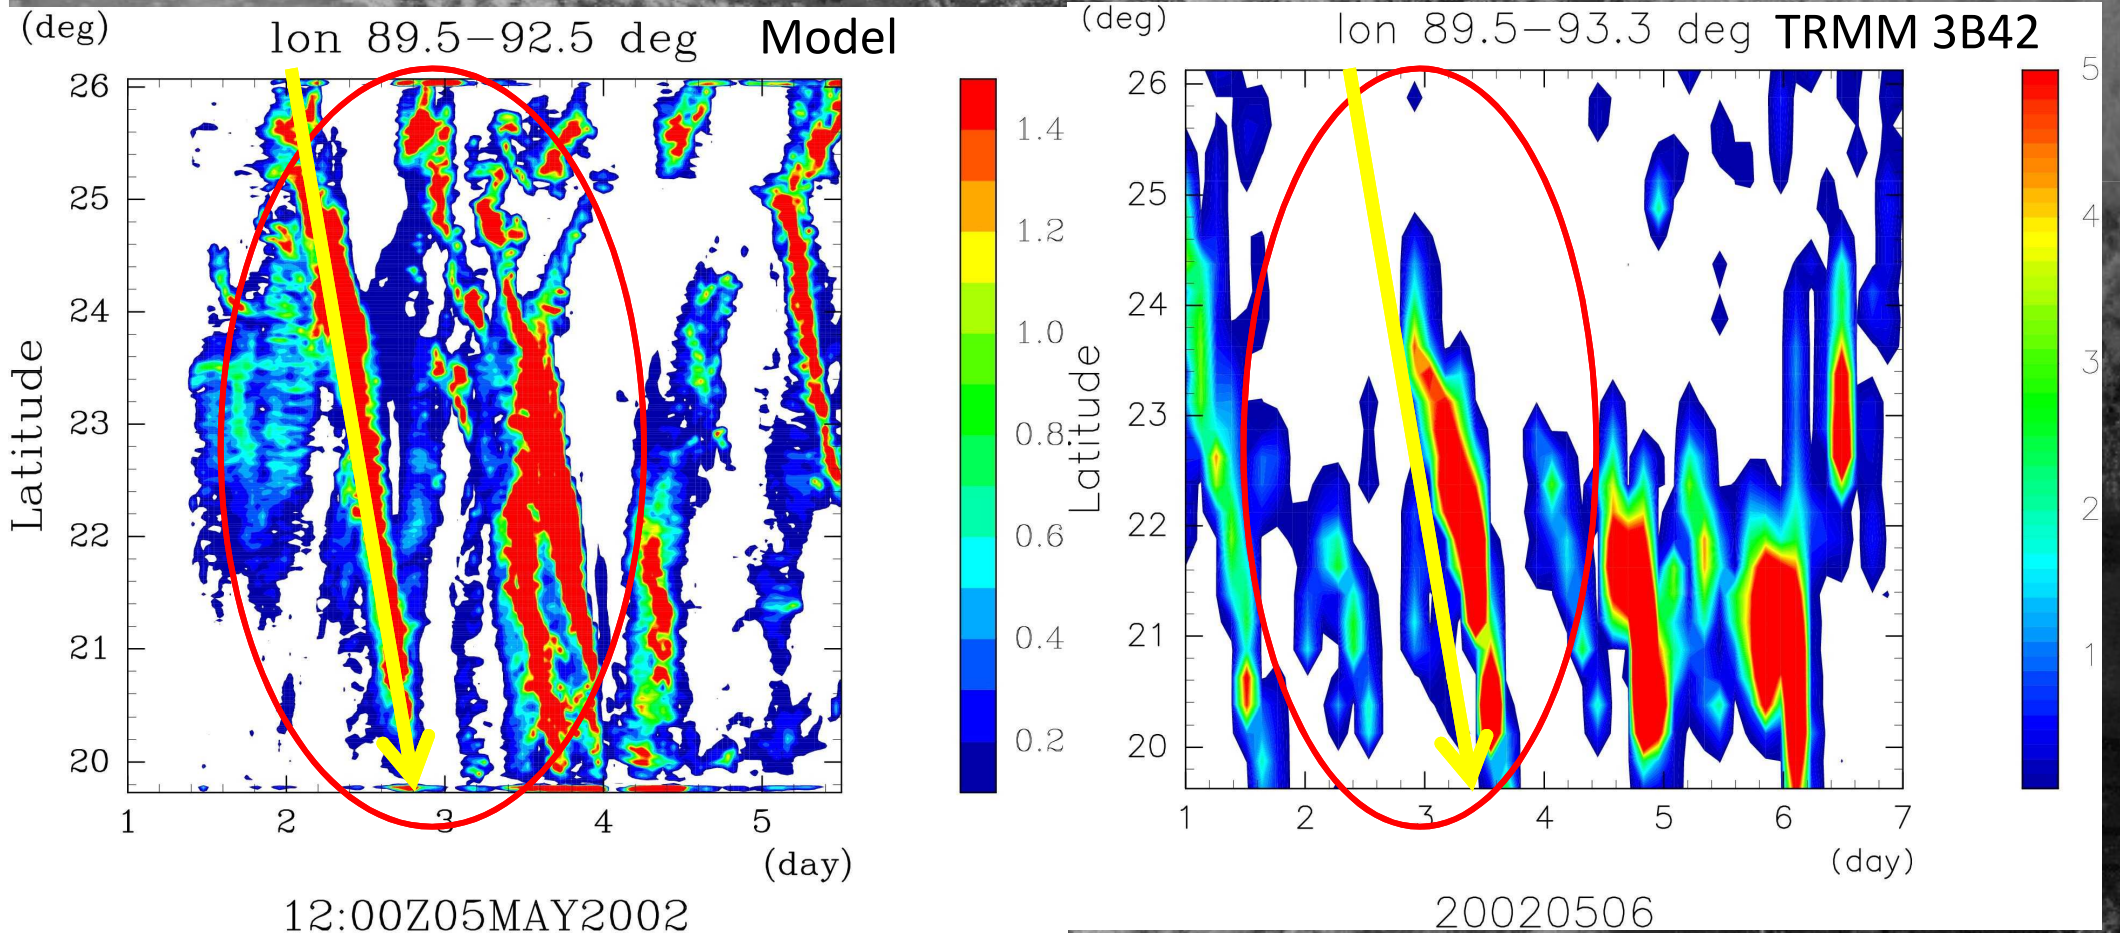 (deg)
lon 89.5−92.5 deg
Model
26
25
24
23
22
21
20
Latitude
1 2 3 4 5
(day)
12:00Z05MAY2002
1.4
1.2
1.0
0.8
0.6
0.4
0.2
(deg)
lon 89.5−93.3 deg
TRMM 3B42
26
25
24
23
22
21
20
Latitude
1 2 3 4 5 6 7
(day)
20020506
5
4
3
2
1